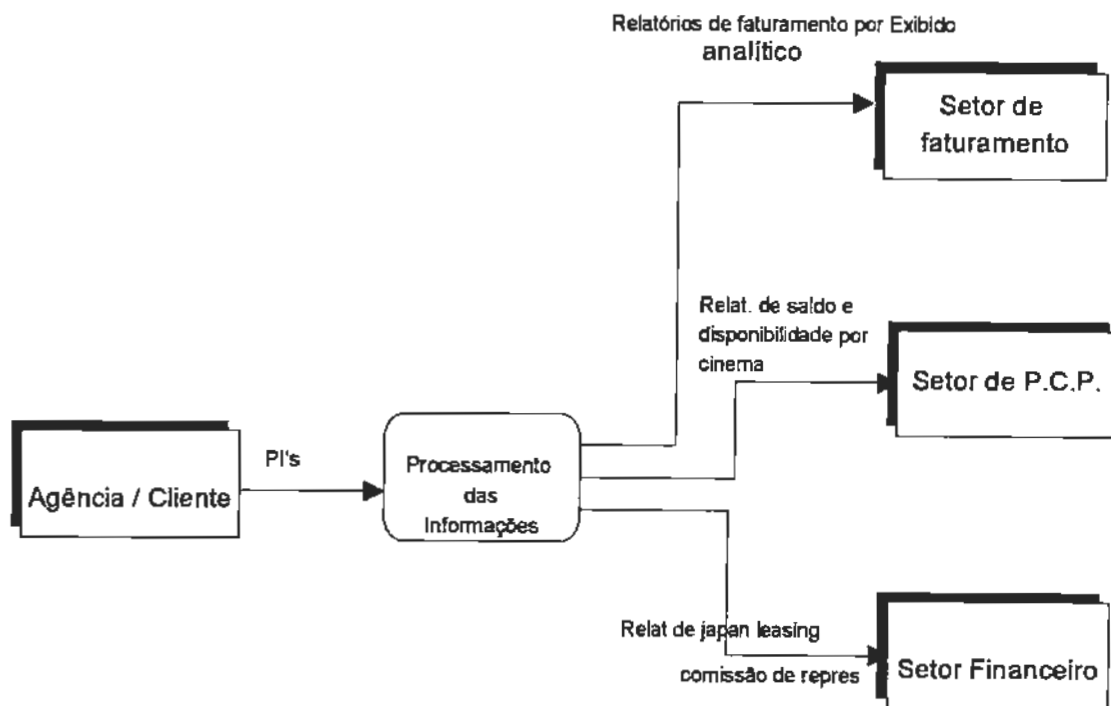 Relatórios de faturamento por Exibido
analítico
Setor de
faturamento
Relat. de saldo e
disponibilidade por
cinema
Setor de P.C.P.
Agência / Cliente
PI's
Processamento
das
Informações
Relat de japan leasing
comissão de repres
Setor Financeiro